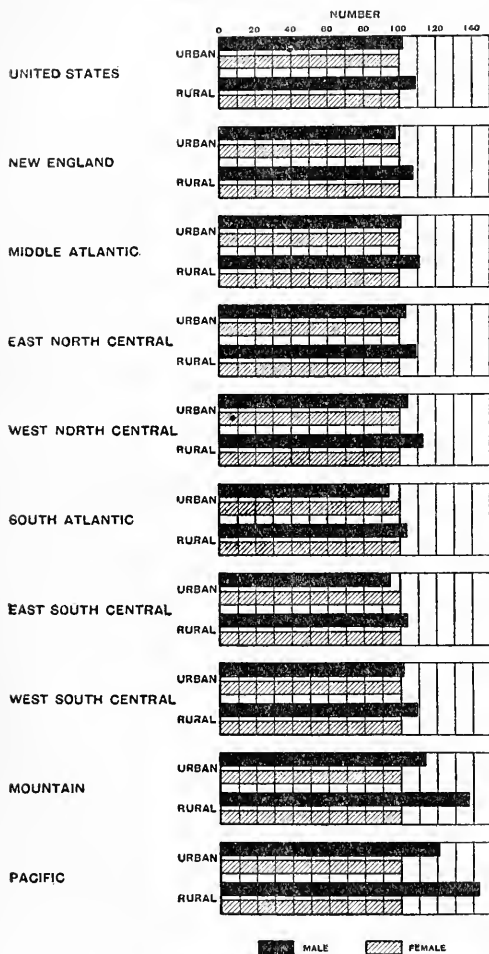 NUMBER
0 20 40 60 80 100 120 140
UNITED STATES
URBAN
RURAL
NEW ENGLAND
URBAN
RURAL
MIDDLE ATLANTIC
URBAN
RURAL
EAST NORTH CENTRAL
URBAN
RURAL
WEST NORTH CENTRAL
URBAN
RURAL
SOUTH ATLANTIC
URBAN
RURAL
EAST SOUTH CENTRAL
URBAN
RURAL
WEST SOUTH CENTRAL
URBAN
RURAL
MOUNTAIN
URBAN
RURAL
PACIFIC
URBAN
RURAL
MALE FEMALE